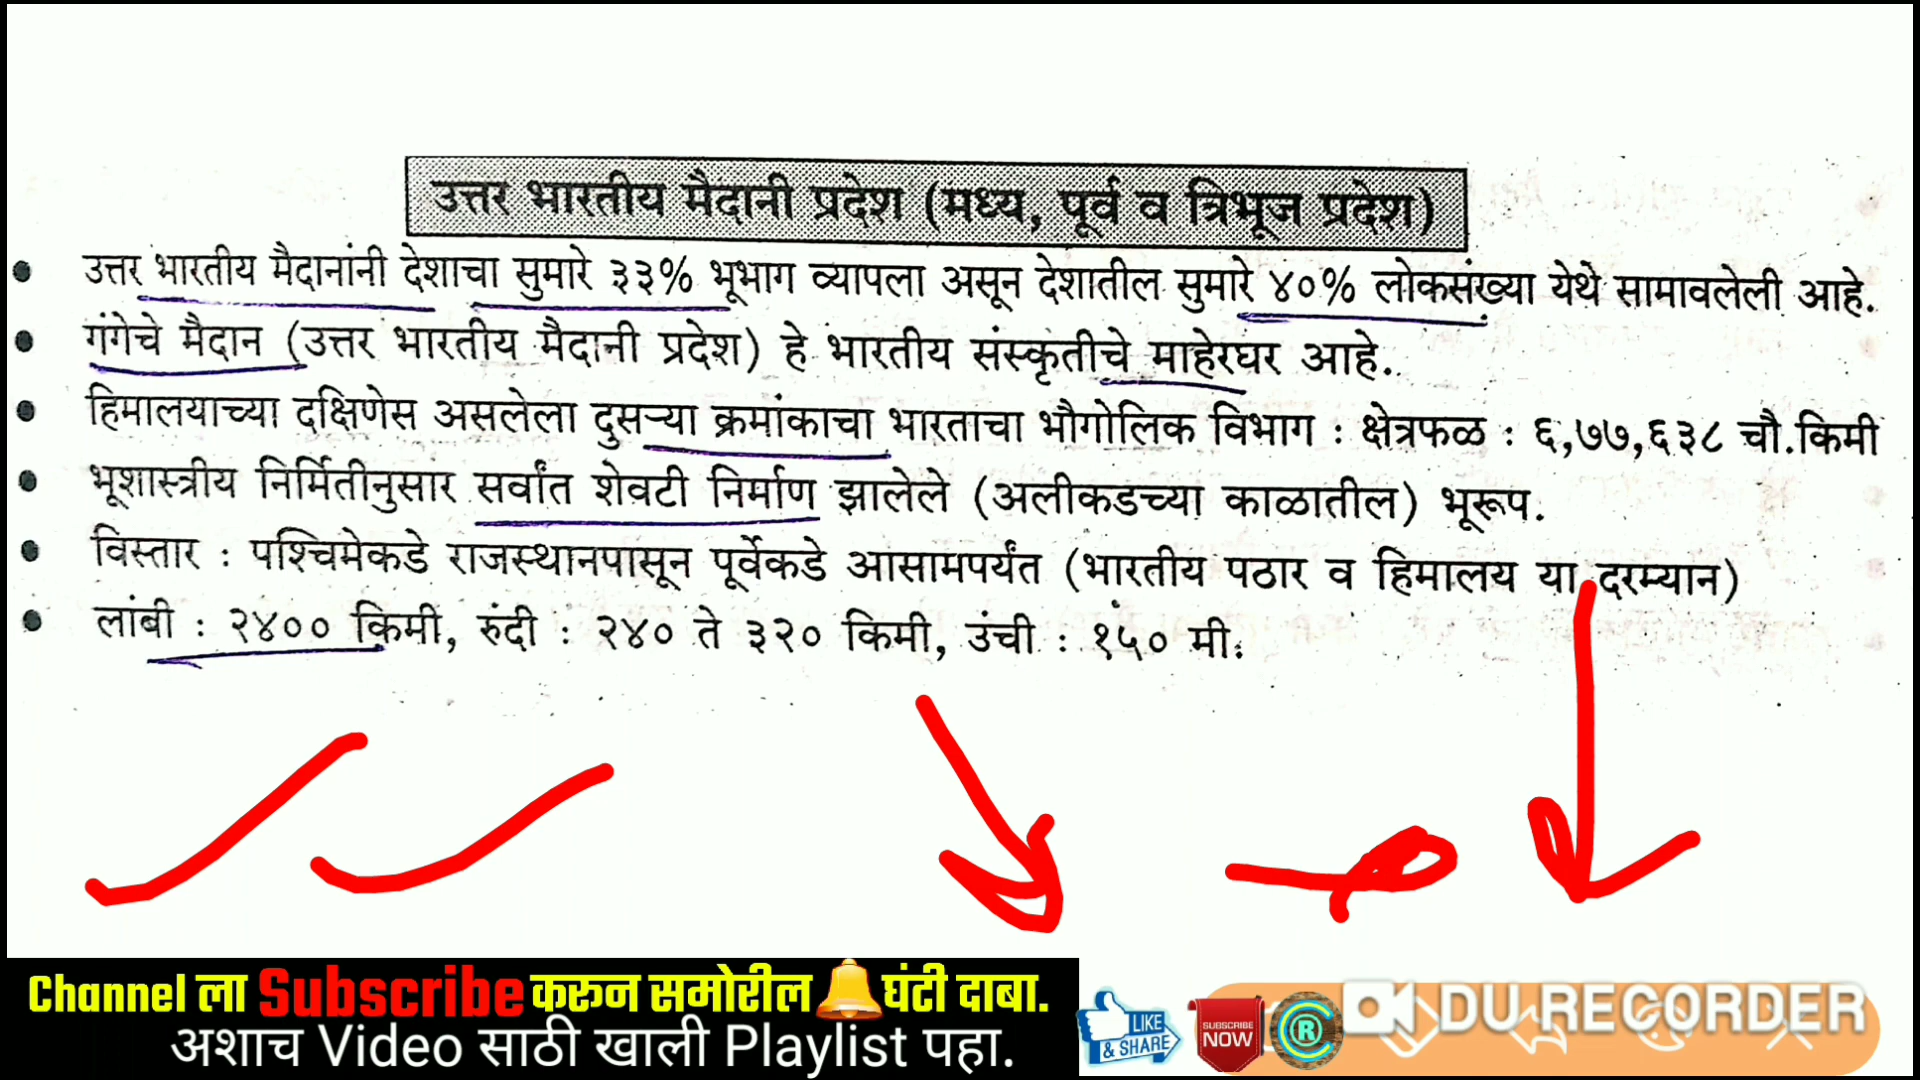 उत्तर भारतीय मैदानी प्रदेश (मध्य, पूर्व व त्रिभूज प्रदेश)
• उत्तर भारतीय मैदानांनी देशाचा सुमारे ३३% भूभाग व्यापला असून देशातील सुमारे ४०% लोकसंख्या येथे सामावलेली आहे.
• गंगेचे मैदान (उत्तर भारतीय मैदानी प्रदेश) हे भारतीय संस्कृतीचे माहेरघर आहे.
• हिमालयाच्या दक्षिणेस असलेला दुसऱ्या क्रमांकाचा भारताचा भौगोलिक विभाग : क्षेत्रफळ : ६,७७,६३८ चौ.किमी
• भूशास्त्रीय निर्मितीनुसार सर्वांत शेवटी निर्माण झालेले (अलीकडच्या काळातील) भूरूप.
• विस्तार : पश्चिमेकडे राजस्थानपासून पूर्वेकडे आसामपर्यंत (भारतीय पठार व हिमालय या दरम्यान)
• लांबी : २४०० किमी, रुंदी : २४० ते ३२० किमी, उंची : १५० मी.
Channel ला Subscribe करून समोरील घंटी दाबा.
अशाच Video साठी खाली Playlist पहा.
LIKE & SHARE
SUBSCRIBE NOW
R
DU RECORDER